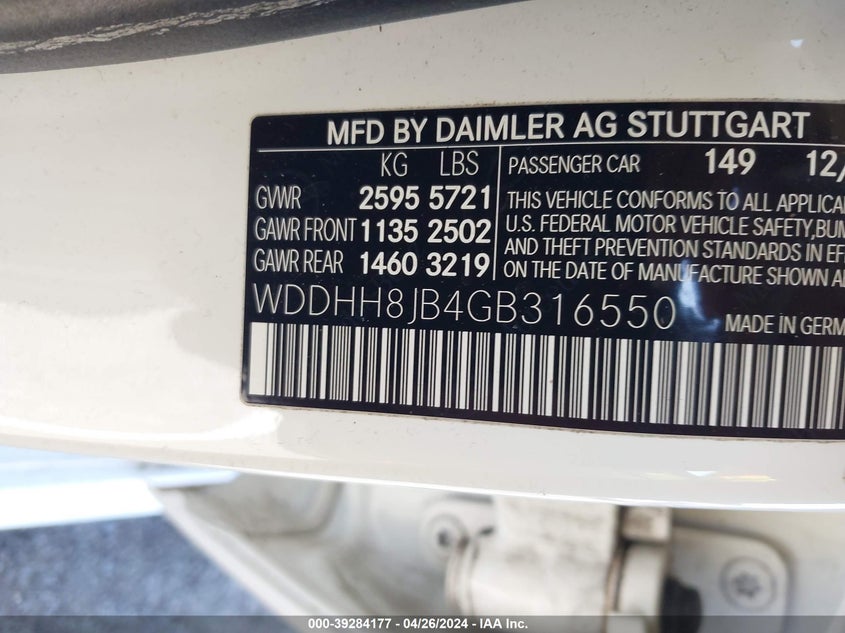 MFD BY DAIMLER AG STUTTGART
KG LBS
GVWR 2595 5721
GAWR FRONT 1135 2502
GAWR REAR 1460 3219
PASSENGER CAR 149 12/
THIS VEHICLE CONFORMS TO ALL APPLICA
U.S. FEDERAL MOTOR VEHICLE SAFETY, BUM
AND THEFT PREVENTION STANDARDS IN EFF
ON THE DATE OF MANUFACTURE SHOWN A
WDDHH8JB4GB316550
MADE IN GERM
000-39284177 - 04/26/2024 - IAA Inc.